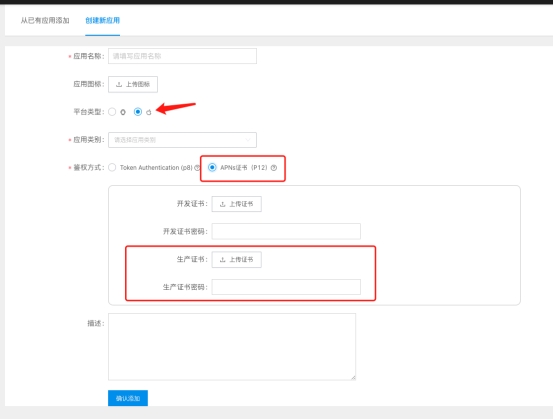 从已有应用添加 创建新应用
* 应用名称: 请填写应用名称
应用图标: 上传图标
平台类型:
* 应用类别: 请选择应用类别
* 鉴权方式: Token Authentication (p8) APNs证书（P12）
开发证书: 上传证书
开发证书密码:
生产证书: 上传证书
生产证书密码:
描述:
确认添加